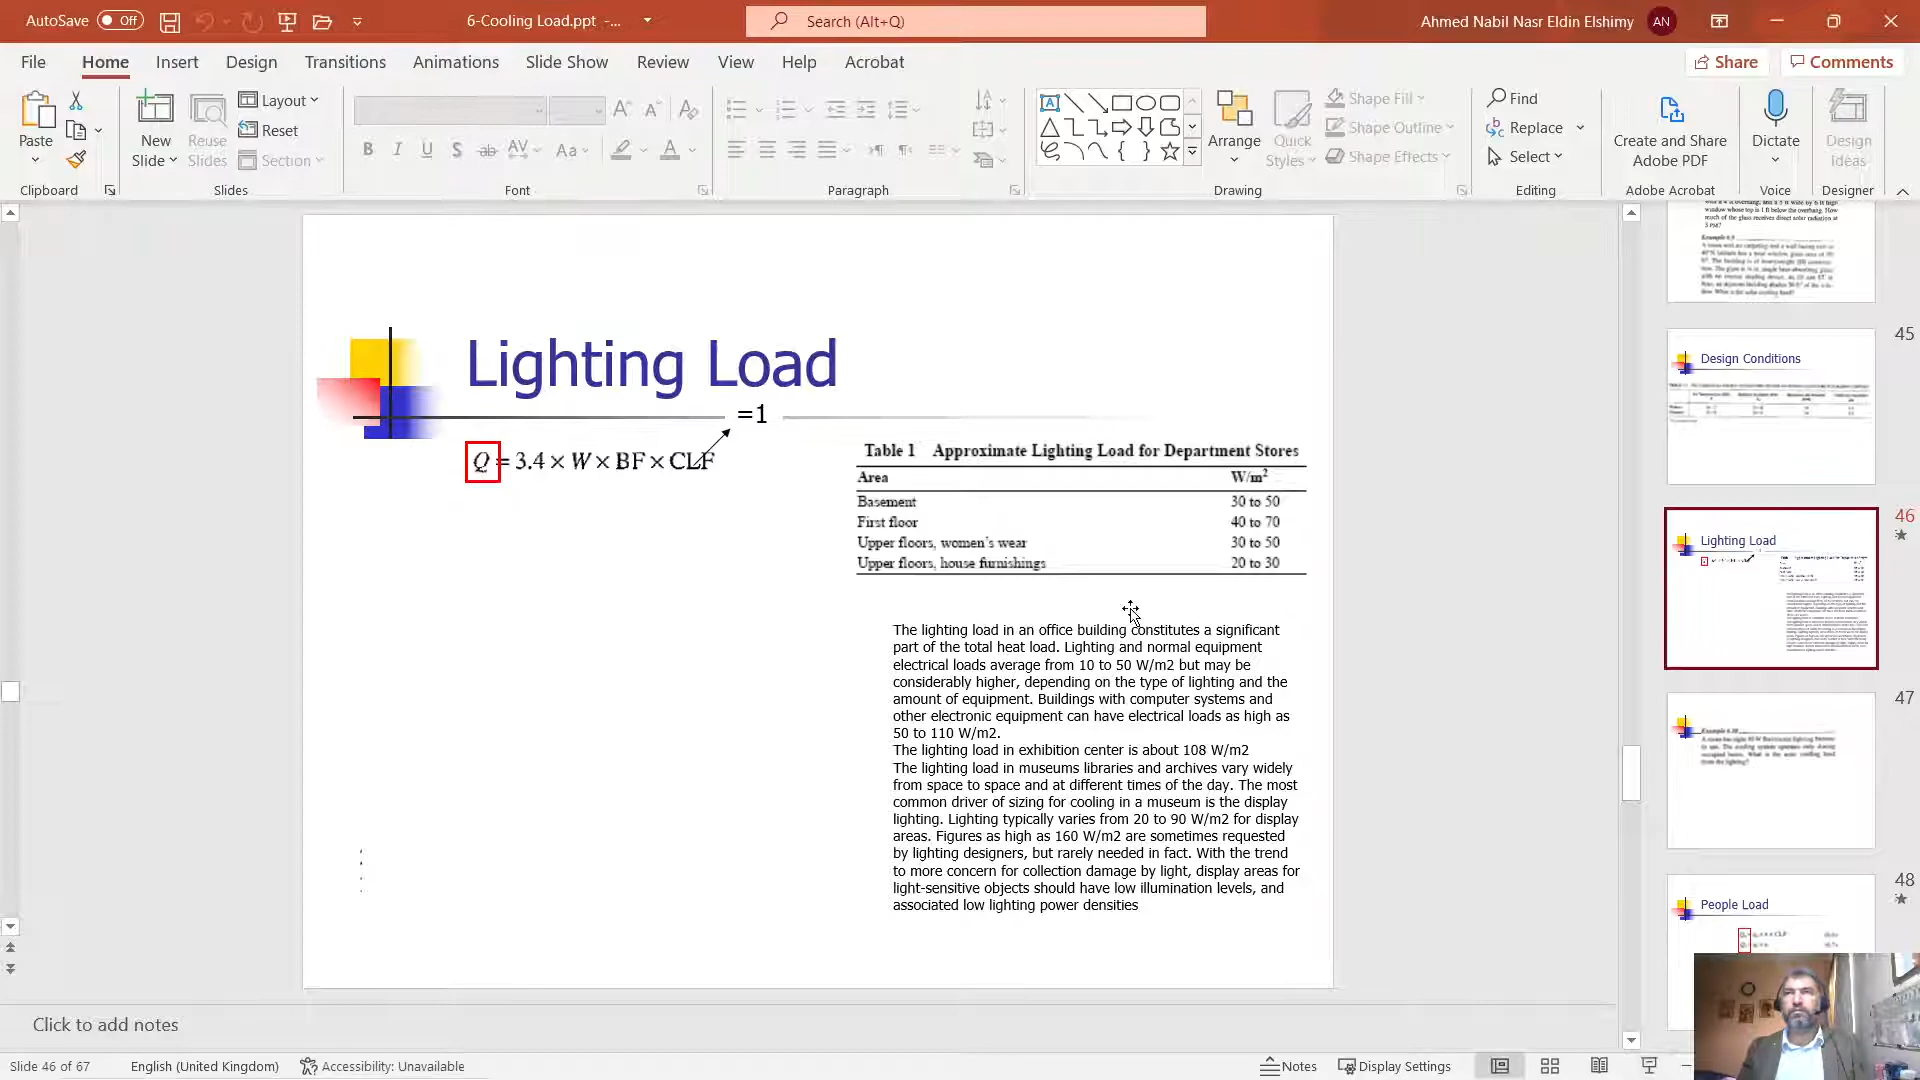 AutoSave Off
6-Cooling Load.ppt -...
Search (Alt+Q)
Ahmed Nabil Nasr Eldin Elshimy AN
File Home Insert Design Transitions Animations Slide Show Review View Help Acrobat
Share Comments
Paste
New Slide
Reuse Slides
Layout
Reset
Section
Arrange
Quick Styles
Shape Fill
Shape Outline
Shape Effects
Find
Replace
Select
Create and Share Adobe PDF
Dictate
Design Ideas
Clipboard Slides Font Paragraph Drawing Editing Adobe Acrobat Voice Designer
Lighting Load
=1
Q = 3.4 × W × BF × CLF
Table 1 Approximate Lighting Load for Department Stores
Area W/m²
Basement 30 to 50
First floor 40 to 70
Upper floors, women's wear 30 to 50
Upper floors, house furnishings 20 to 30
The lighting load in an office building constitutes a significant
part of the total heat load. Lighting and normal equipment
electrical loads average from 10 to 50 W/m2 but may be
considerably higher, depending on the type of lighting and the
amount of equipment. Buildings with computer systems and
other electronic equipment can have electrical loads as high as
50 to 110 W/m2.
The lighting load in exhibition center is about 108 W/m2
The lighting load in museums libraries and archives vary widely
from space to space and at different times of the day. The most
common driver of sizing for cooling in a museum is the display
lighting. Lighting typically varies from 20 to 90 W/m2 for display
areas. Figures as high as 160 W/m2 are sometimes requested
by lighting designers, but rarely needed in fact. With the trend
to more concern for collection damage by light, display areas for
light-sensitive objects should have low illumination levels, and
associated low lighting power densities
45
Design Conditions
46
Lighting Load
47
48
People Load
Click to add notes
Slide 46 of 67
English (United Kingdom)
Accessibility: Unavailable
Notes
Display Settings